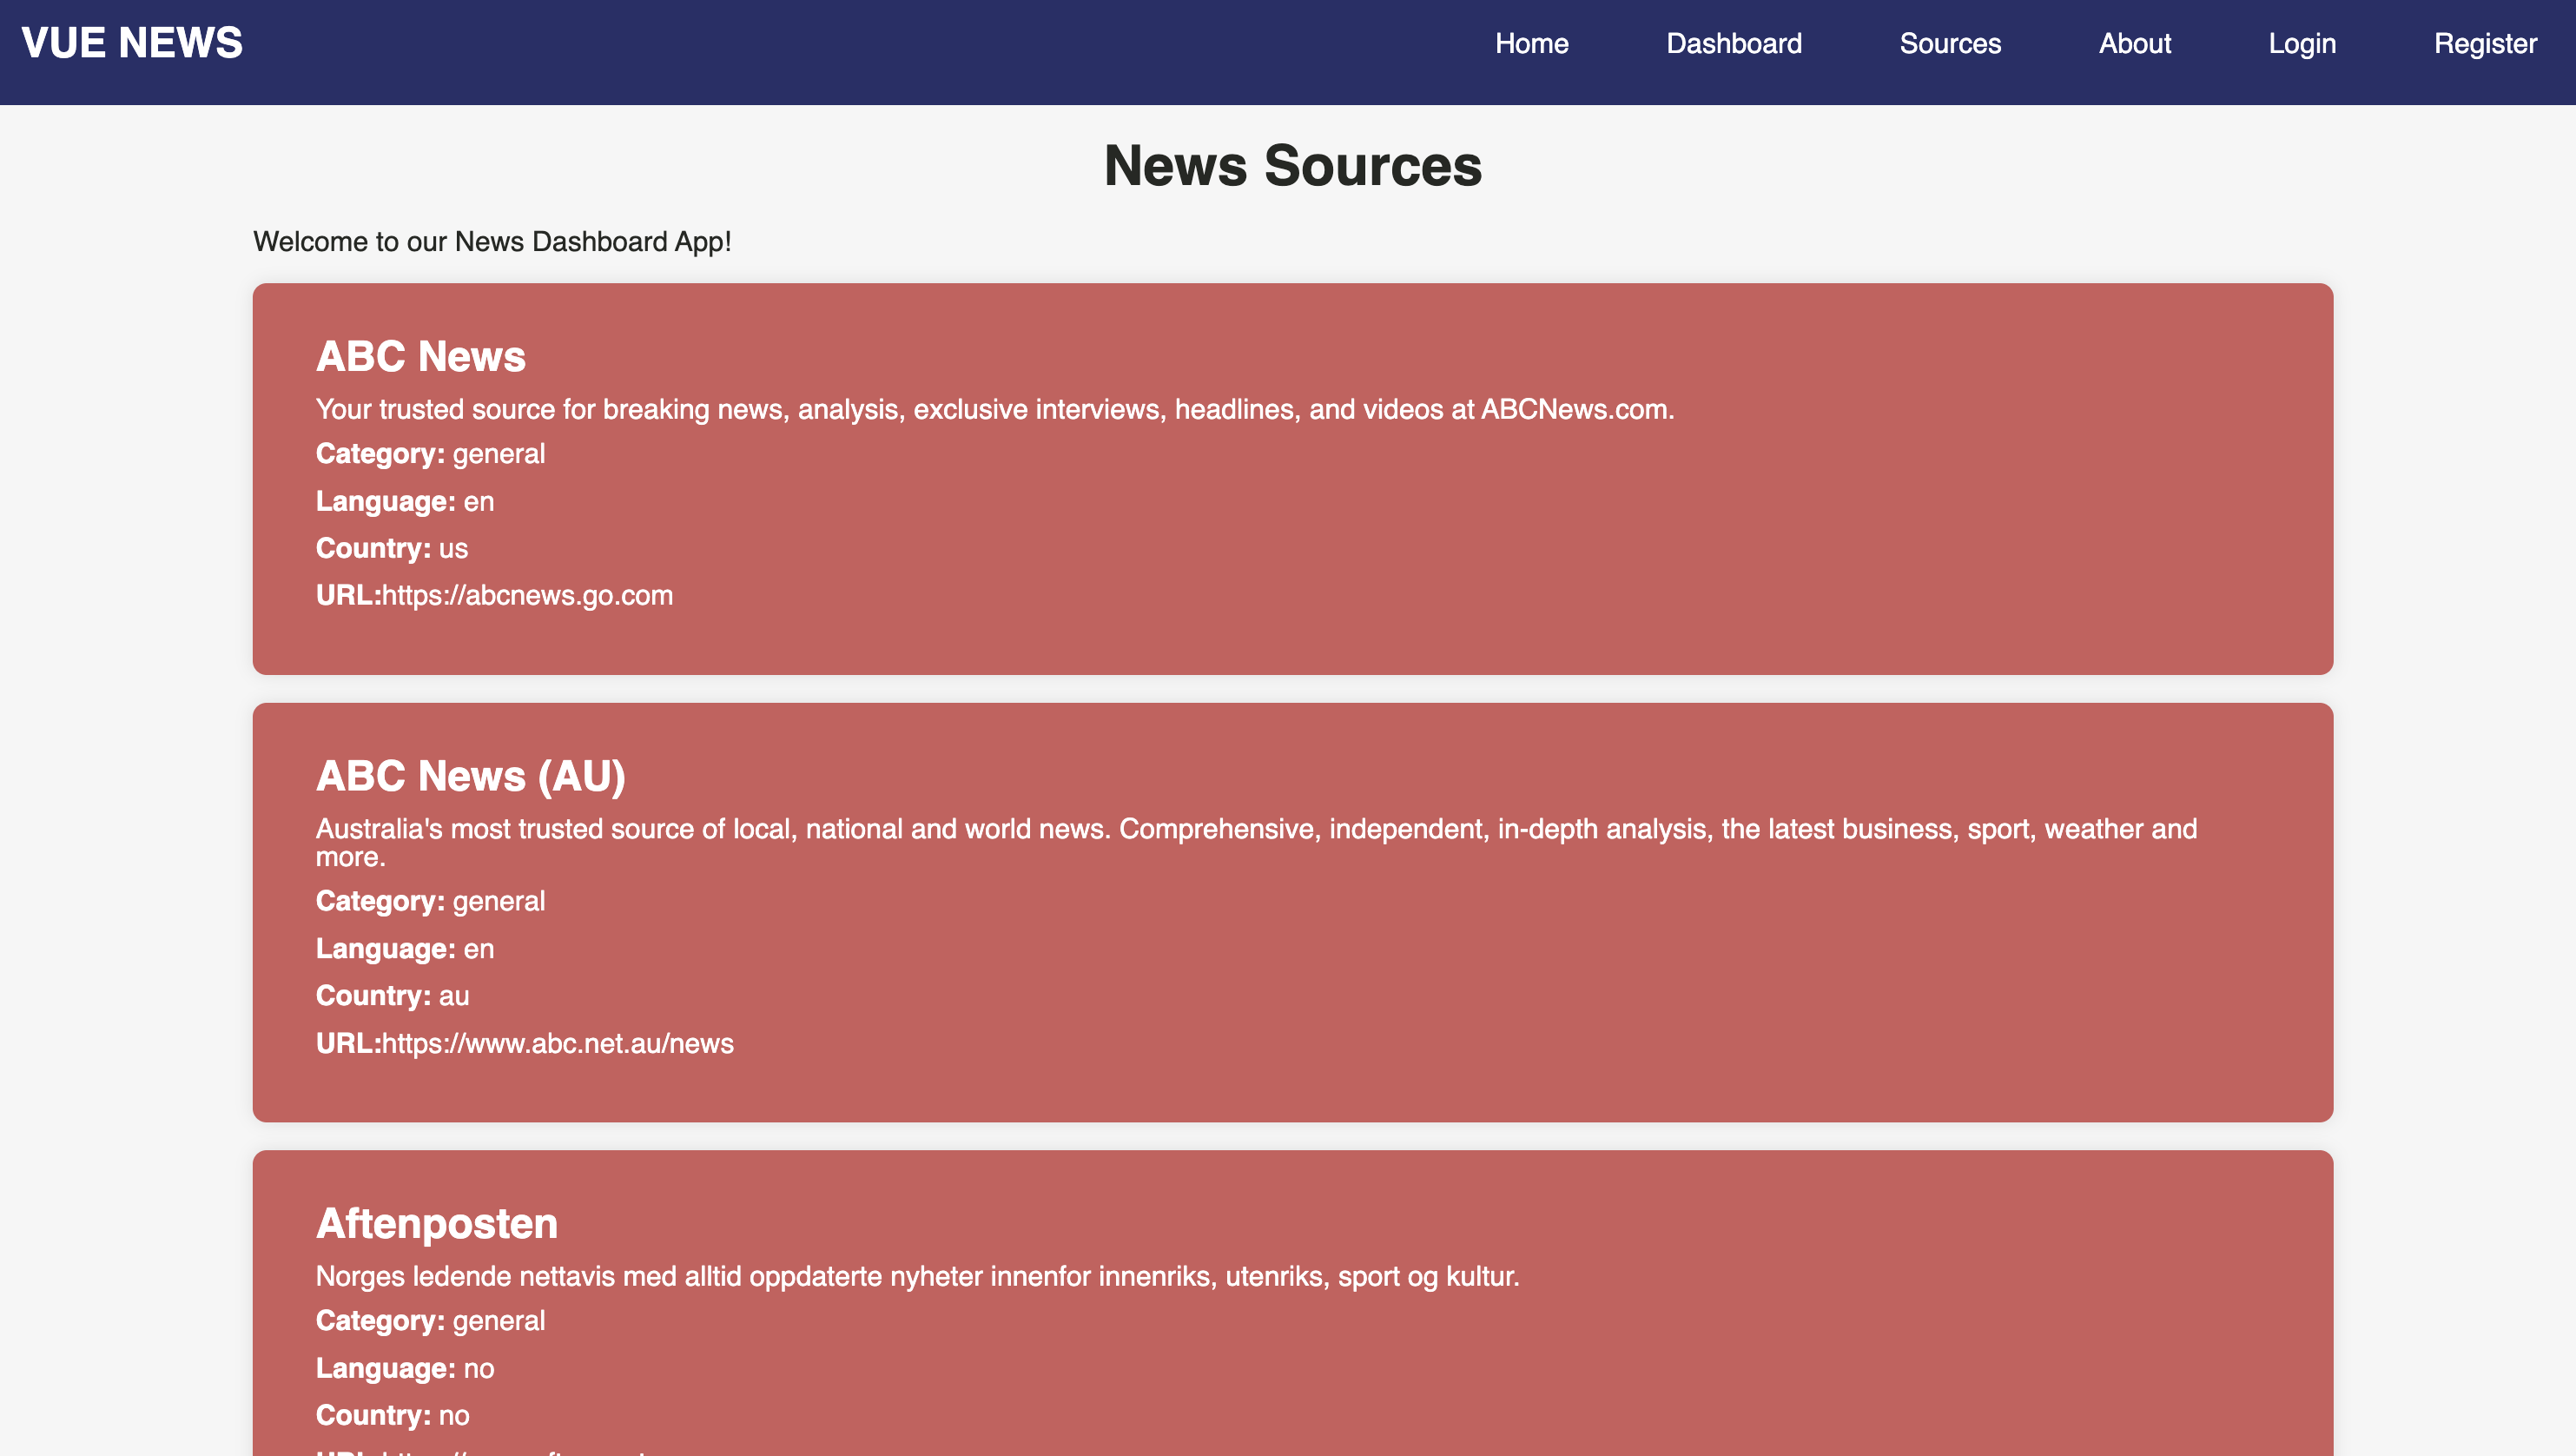 VUE NEWS
Home Dashboard Sources About Login Register
News Sources
Welcome to our News Dashboard App!
ABC News
Your trusted source for breaking news, analysis, exclusive interviews, headlines, and videos at ABCNews.com.
Category: general
Language: en
Country: us
URL:https://abcnews.go.com
ABC News (AU)
Australia's most trusted source of local, national and world news. Comprehensive, independent, in-depth analysis, the latest business, sport, weather and
more.
Category: general
Language: en
Country: au
URL:https://www.abc.net.au/news
Aftenposten
Norges ledende nettavis med alltid oppdaterte nyheter innenfor innenriks, utenriks, sport og kultur.
Category: general
Language: no
Country: no